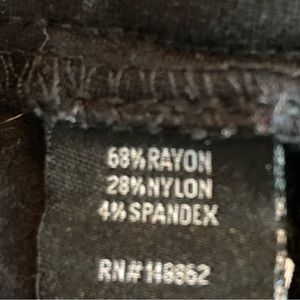 68% RAYON
28% NYLON
4% SPANDEX
RN# 148862